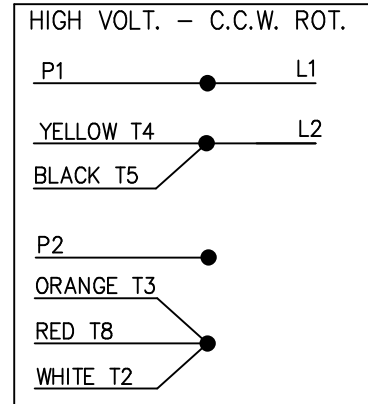 HIGH VOLT. – C.C.W. ROT.
P1 L1
YELLOW T4 L2
BLACK T5
P2
ORANGE T3
RED T8
WHITE T2